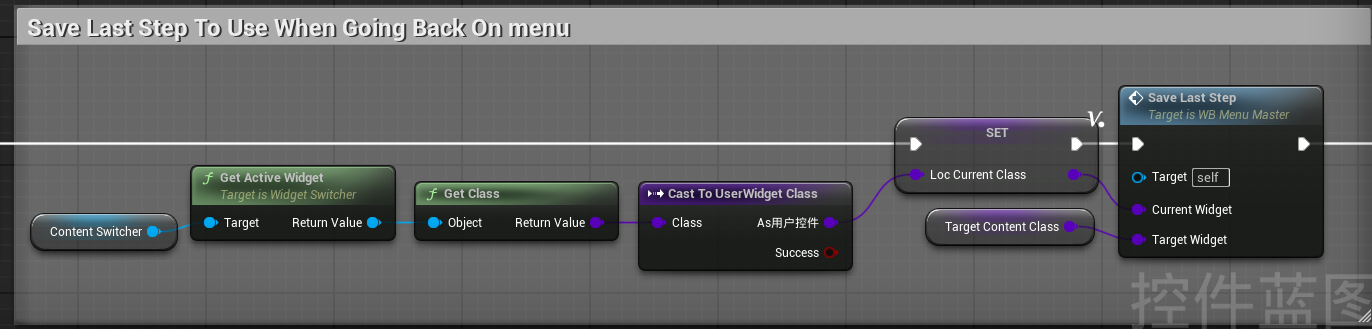 Save Last Step To Use When Going Back On menu
Content Switcher
Get Active Widget
Target is Widget Switcher
Target
Return Value
Get Class
Object
Return Value
Cast To UserWidget Class
Class
As用户控件
Success
SET
Loc Current Class
Target Content Class
V.
Save Last Step
Target is WB Menu Master
Target
self
Current Widget
Target Widget
控件蓝图